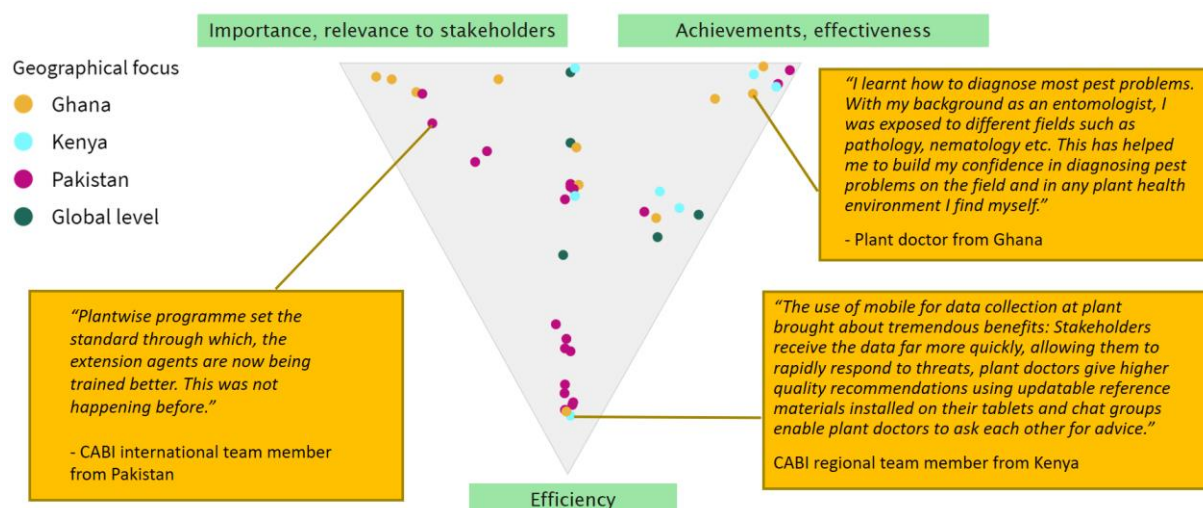 Importance, relevance to stakeholders
Achievements, effectiveness
Geographical focus
Ghana
Kenya
Pakistan
Global level
“I learnt how to diagnose most pest problems.
With my background as an entomologist, I
was exposed to different fields such as
pathology, nematology etc. This has helped
me to build my confidence in diagnosing pest
problems on the field and in any plant health
environment I find myself.”
- Plant doctor from Ghana
“Plantwise programme set the
standard through which, the
extension agents are now being
trained better. This was not
happening before.”
- CABI international team member
from Pakistan
“The use of mobile for data collection at plant
brought about tremendous benefits: Stakeholders
receive the data far more quickly, allowing them to
rapidly respond to threats, plant doctors give higher
quality recommendations using updatable reference
materials installed on their tablets and chat groups
enable plant doctors to ask each other for advice.”
CABI regional team member from Kenya
Efficiency